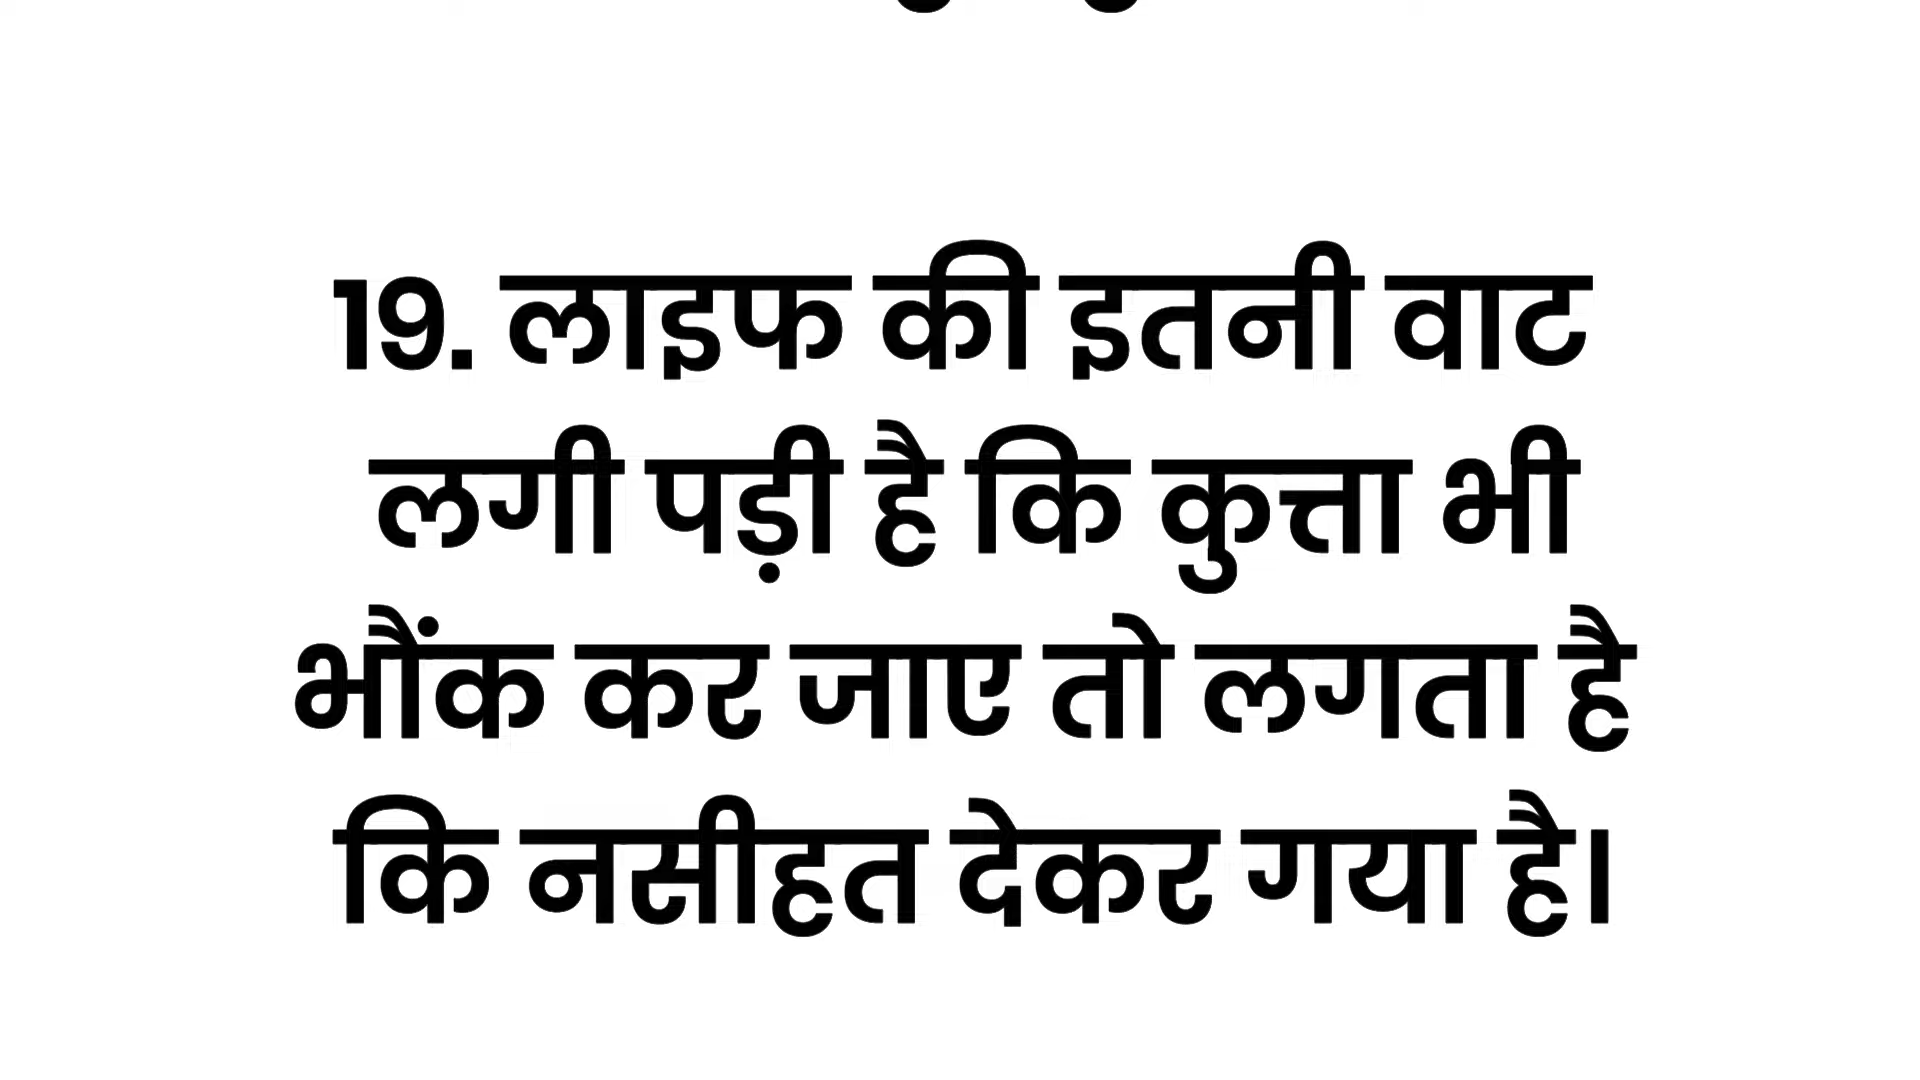 19. लाइफ की इतनी वाट
लगी पड़ी है कि कुत्ता भी
भौंक कर जाए तो लगता है
कि नसीहत देकर गया है।